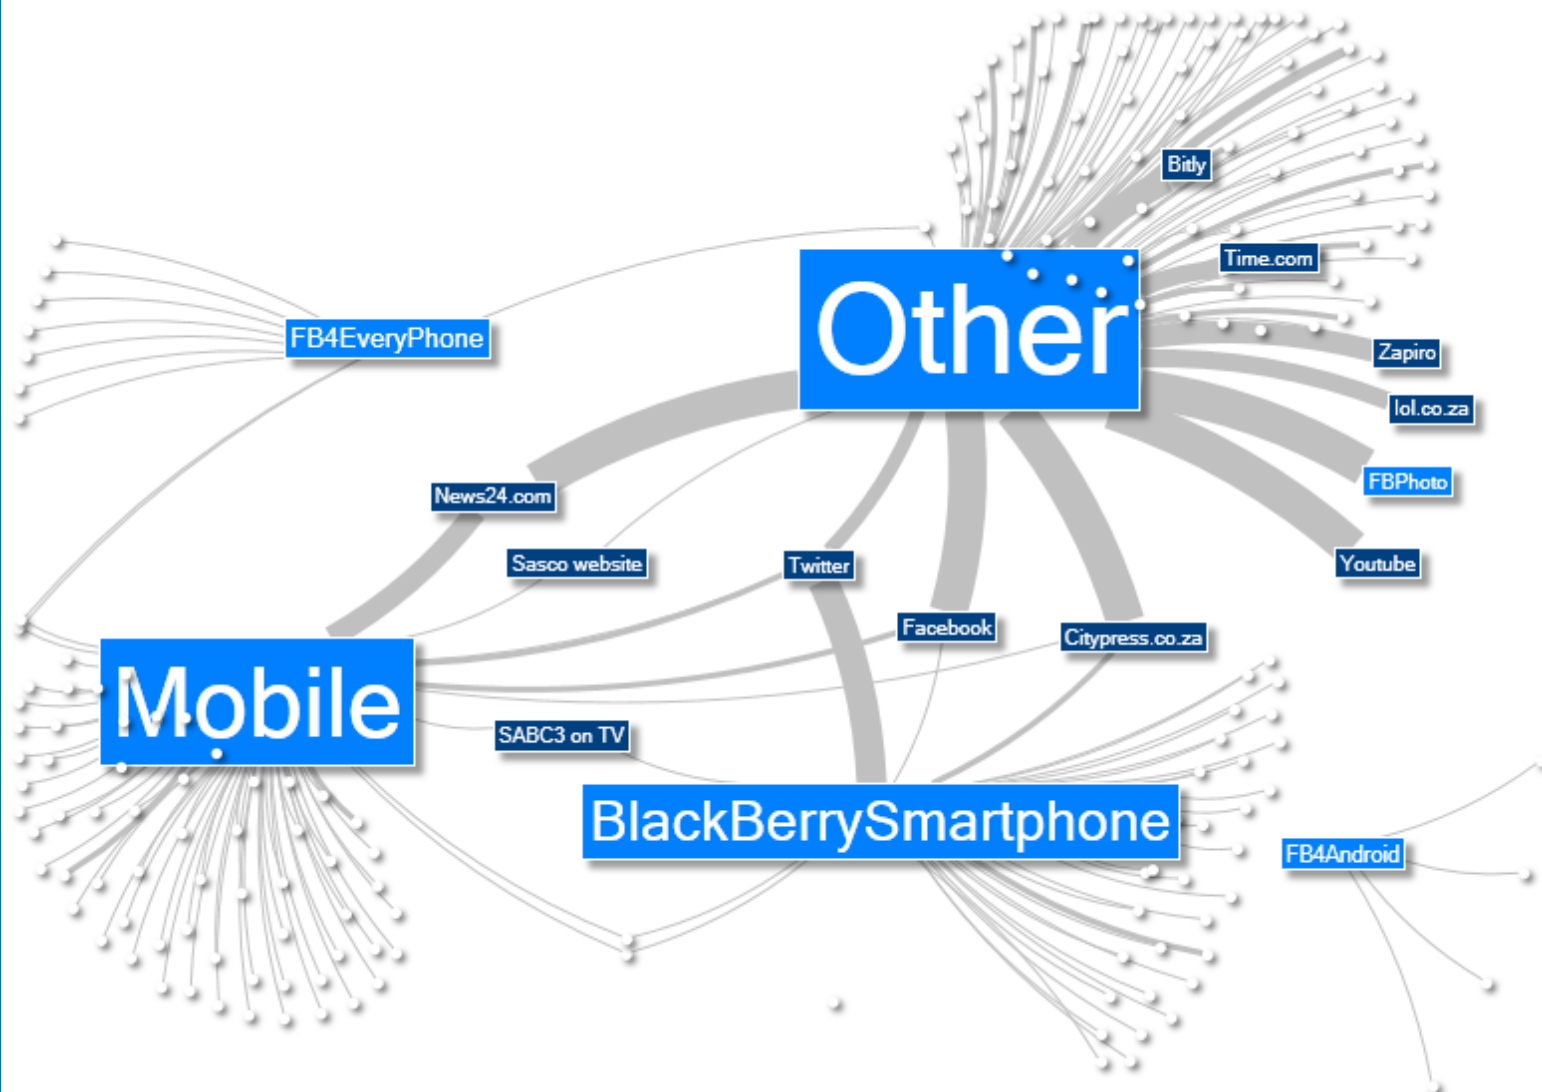 Bitly
Time.com
FB4EveryPhone
Other
Zapiro
lol.co.za
FBPhoto
News24.com
Sasco website
Twitter
Youtube
Facebook
Citypress.co.za
Mobile
SABC3 on TV
BlackBerrySmartphone
FB4Android